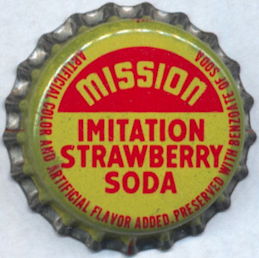 MISSION
IMITATION
STRAWBERRY
SODA
ARTIFICIAL COLOR AND ARTIFICIAL FLAVOR ADDED. PRESERVED WITH BENZOATE OF SODA